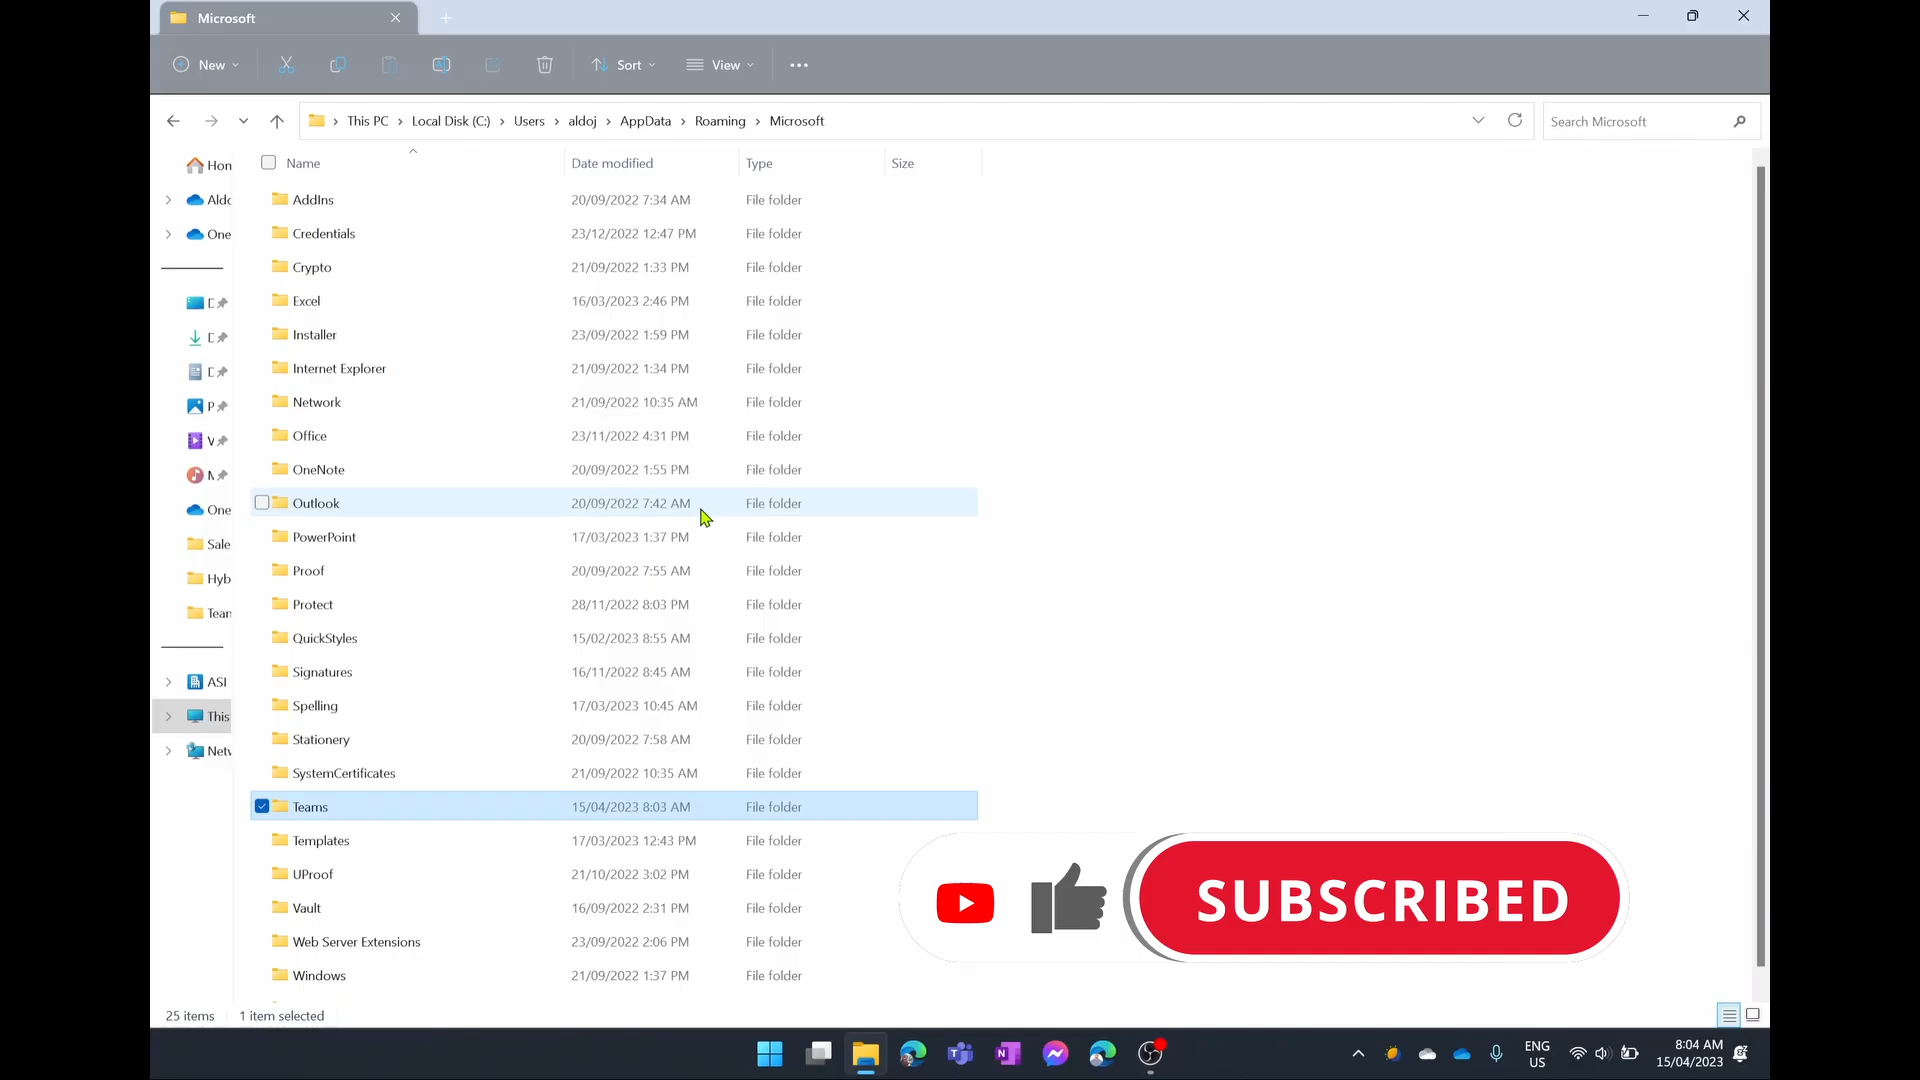 Microsoft
New
Sort
View
This PC
Local Disk (C:)
Users
aldoj
AppData
Roaming
Microsoft
Search Microsoft
Name
Date modified
Type
Size
Hon
Aldo
One
One
Sale
Hyb
Tean
ASI
This
Netw
AddIns 20/09/2022 7:34 AM File folder
Credentials 23/12/2022 12:47 PM File folder
Crypto 21/09/2022 1:33 PM File folder
Excel 16/03/2023 2:46 PM File folder
Installer 23/09/2022 1:59 PM File folder
Internet Explorer 21/09/2022 1:34 PM File folder
Network 21/09/2022 10:35 AM File folder
Office 23/11/2022 4:31 PM File folder
OneNote 20/09/2022 1:55 PM File folder
Outlook 20/09/2022 7:42 AM File folder
PowerPoint 17/03/2023 1:37 PM File folder
Proof 20/09/2022 7:55 AM File folder
Protect 28/11/2022 8:03 PM File folder
QuickStyles 15/02/2023 8:55 AM File folder
Signatures 16/11/2022 8:45 AM File folder
Spelling 17/03/2023 10:45 AM File folder
Stationery 20/09/2022 7:58 AM File folder
SystemCertificates 21/09/2022 10:35 AM File folder
Teams 15/04/2023 8:03 AM File folder
Templates 17/03/2023 12:43 PM File folder
UProof 21/10/2022 3:02 PM File folder
Vault 16/09/2022 2:31 PM File folder
Web Server Extensions 23/09/2022 2:06 PM File folder
Windows 21/09/2022 1:37 PM File folder
SUBSCRIBED
25 items
1 item selected
ENG
US
8:04 AM
15/04/2023